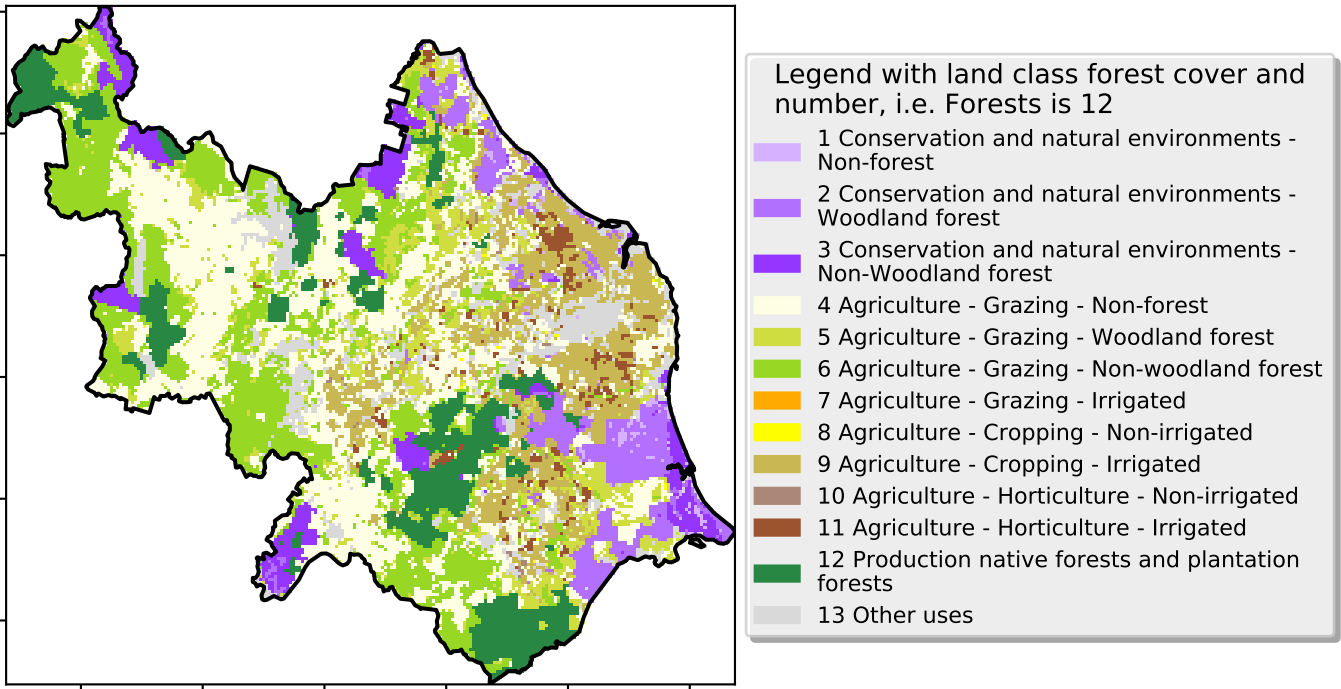 Legend with land class forest cover and
number, i.e. Forests is 12
1 Conservation and natural environments -
Non-forest
2 Conservation and natural environments -
Woodland forest
3 Conservation and natural environments -
Non-Woodland forest
4 Agriculture - Grazing - Non-forest
5 Agriculture - Grazing - Woodland forest
6 Agriculture - Grazing - Non-woodland forest
7 Agriculture - Grazing - Irrigated
8 Agriculture - Cropping - Non-irrigated
9 Agriculture - Cropping - Irrigated
10 Agriculture - Horticulture - Non-irrigated
11 Agriculture - Horticulture - Irrigated
12 Production native forests and plantation
forests
13 Other uses